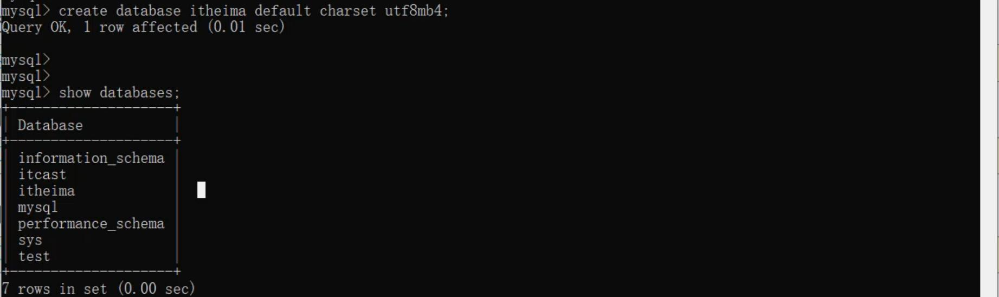 mysql> create database itheima default charset utf8mb4;
Query OK, 1 row affected (0.01 sec)
mysql>
mysql>
mysql> show databases;
+--------------------+
| Database           |
+--------------------+
| information_schema |
| itcast             |
| itheima            |
| mysql              |
| performance_schema |
| sys                |
| test               |
+--------------------+
7 rows in set (0.00 sec)